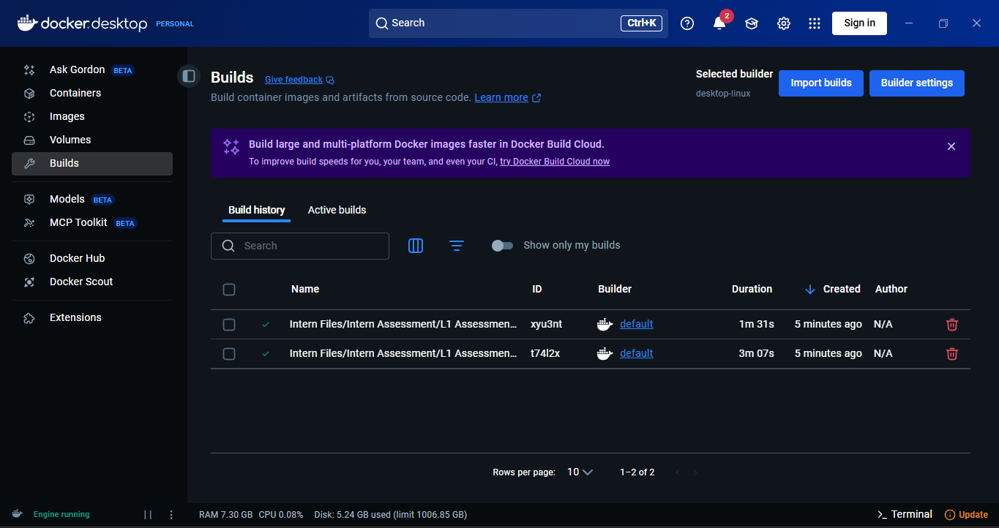 docker.desktop PERSONAL
Search Ctrl+K
2
Sign in
Ask Gordon BETA
Containers
Images
Volumes
Builds
Models BETA
MCP Toolkit BETA
Docker Hub
Docker Scout
Extensions
Builds Give feedback
Build container images and artifacts from source code. Learn more
Selected builder
desktop-linux
Import builds
Builder settings
Build large and multi-platform Docker images faster in Docker Build Cloud.
To improve build speeds for you, your team, and even your CI, try Docker Build Cloud now
Build history Active builds
Search
Show only my builds
Name ID Builder Duration Created Author
Intern Files/Intern Assessment/L1 Assessmen... xyu3nt default 1m 31s 5 minutes ago N/A
Intern Files/Intern Assessment/L1 Assessmen... t74l2x default 3m 07s 5 minutes ago N/A
Rows per page: 10 1–2 of 2
Engine running
RAM 7.30 GB CPU 0.08% Disk: 5.24 GB used (limit 1006.85 GB)
Terminal
Update